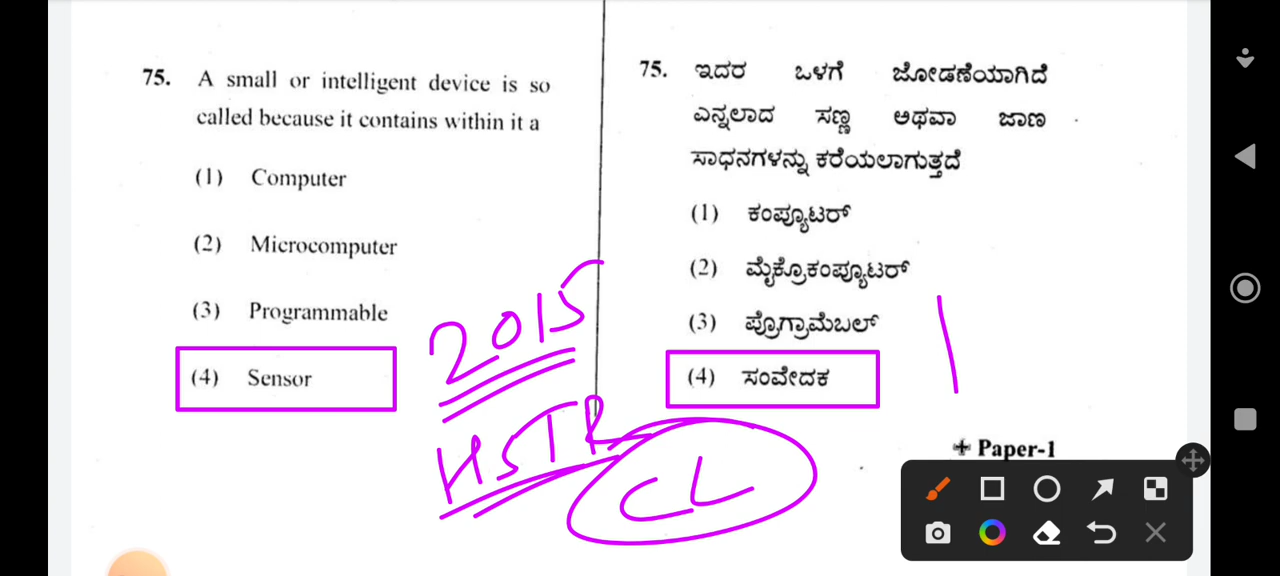 75. A small or intelligent device is so
called because it contains within it a
(1) Computer
(2) Microcomputer
(3) Programmable
(4) Sensor
75. ಇದರ ಒಳಗೆ ಜೋಡಣೆಯಾಗಿದೆ
ಎನ್ನಲಾದ ಸಣ್ಣ ಅಥವಾ ಜಾಣ
ಸಾಧನಗಳನ್ನು ಕರೆಯಲಾಗುತ್ತದೆ
(1) ಕಂಪ್ಯೂಟರ್
(2) ಮೈಕ್ರೊಕಂಪ್ಯೂಟರ್
(3) ಪ್ರೊಗ್ರಾಮೆಬಲ್
(4) ಸಂವೇದಕ
2015
HSTR
CL
Paper-1